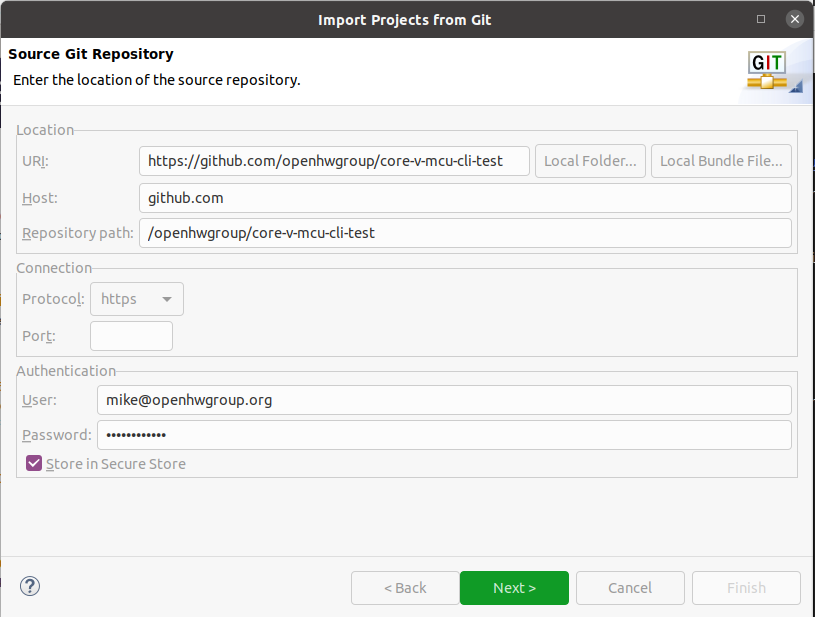 Import Projects from Git
Source Git Repository
Enter the location of the source repository.
GIT
Location
URI: https://github.com/openhwgroup/core-v-mcu-cli-test Local Folder... Local Bundle File...
Host: github.com
Repository path: /openhwgroup/core-v-mcu-cli-test
Connection
Protocol: https
Port:
Authentication
User: mike@openhwgroup.org
Password: ••••••••••••
Store in Secure Store
? < Back Next > Cancel Finish